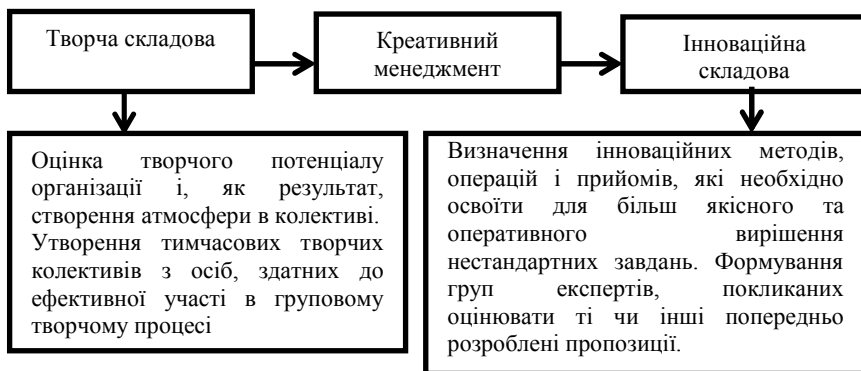 Творча складова
Креативний
менеджмент
Інноваційна
складова
Оцінка творчого потенціалу
організації і, як результат,
створення атмосфери в колективі.
Утворення тимчасових творчих
колективів з осіб, здатних до
ефективної участі в груповому
творчому процесі
Визначення інноваційних методів,
операцій і прийомів, які необхідно
освоїти для більш якісного та
оперативного вирішення
нестандартних завдань. Формування
груп експертів, покликаних
оцінювати ті чи інші попередньо
розроблені пропозиції.